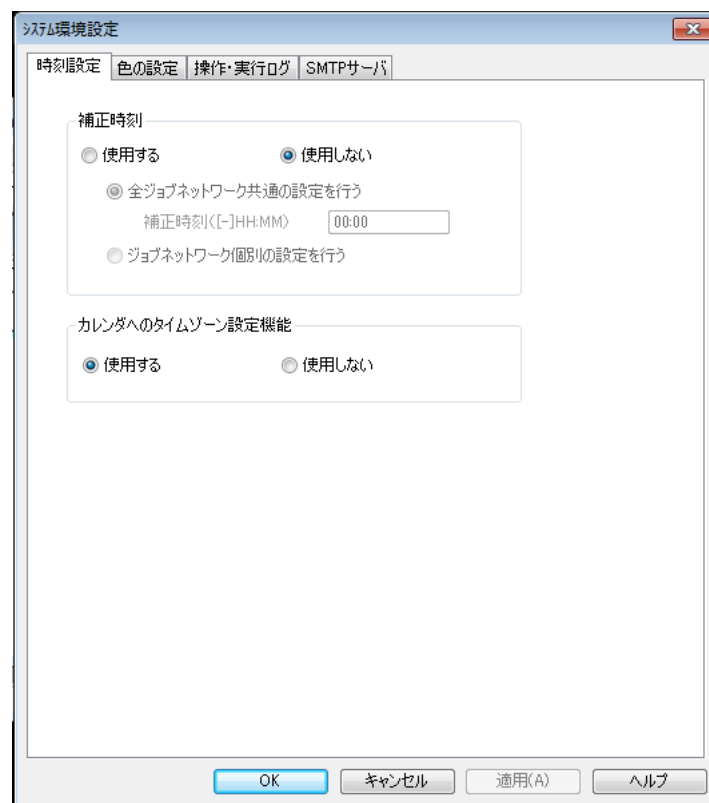 システム環境設定
時刻設定 色の設定 操作・実行ログ SMTPサーバ
補正時刻
使用する 使用しない
全ジョブネットワーク共通の設定を行う
補正時刻([-]HH:MM) 00:00
ジョブネットワーク個別の設定を行う
カレンダへのタイムゾーン設定機能
使用する 使用しない
OK キャンセル 適用(A) ヘルプ